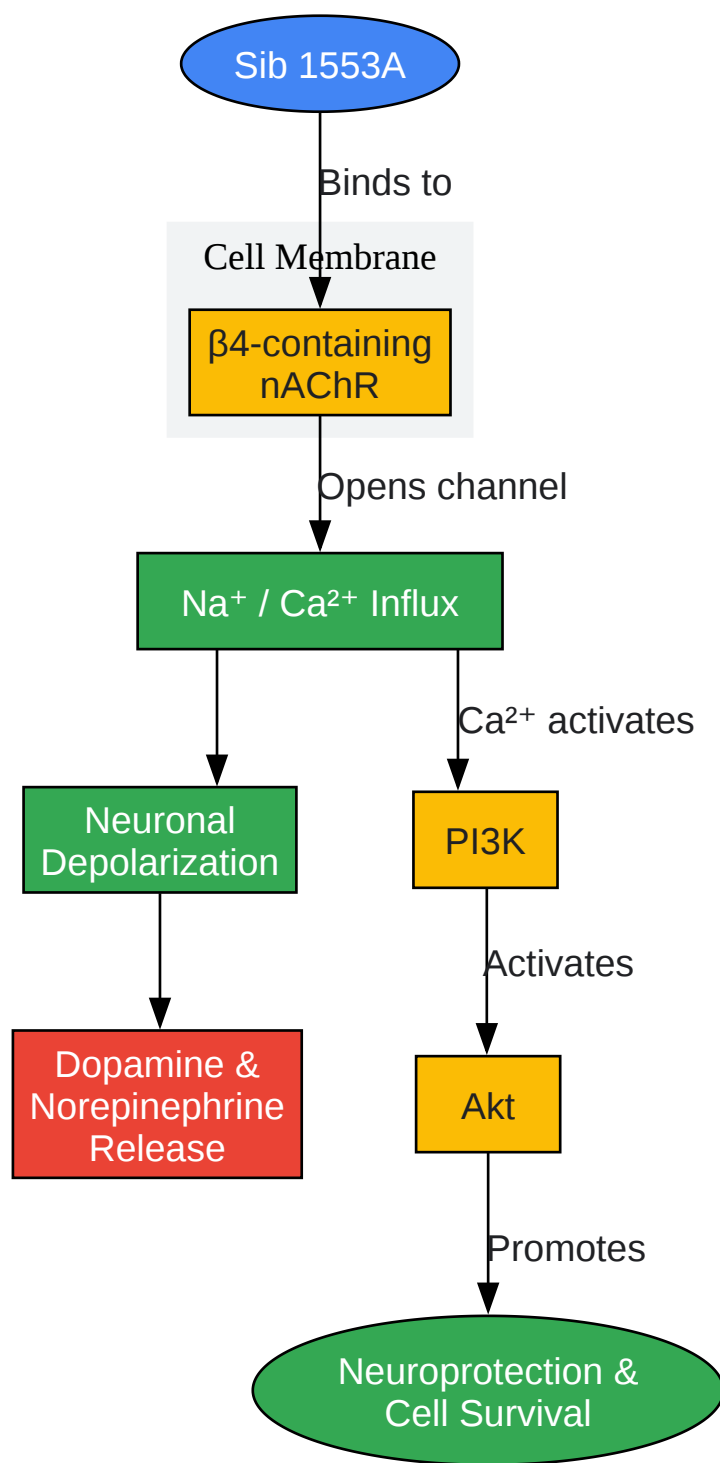 Sib 1553A
Binds to
Cell Membrane
β4-containing
nAChR
Opens channel
Na⁺ / Ca²⁺ Influx
Ca²⁺ activates
Neuronal
Depolarization
PI3K
Activates
Dopamine &
Norepinephrine
Release
Akt
Promotes
Neuroprotection &
Cell Survival